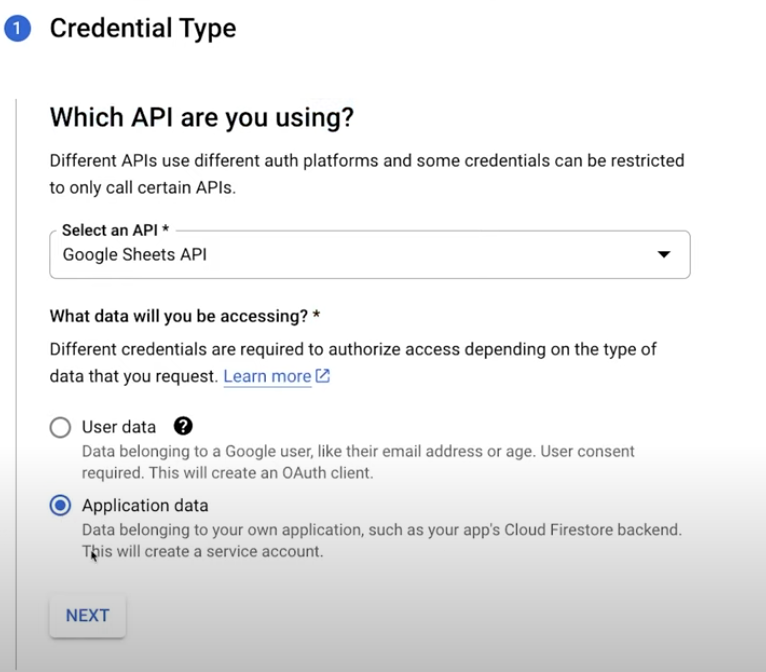 1 Credential Type
Which API are you using?
Different APIs use different auth platforms and some credentials can be restricted
to only call certain APIs.
Select an API *
Google Sheets API
What data will you be accessing? *
Different credentials are required to authorize access depending on the type of
data that you request. Learn more
User data ?
Data belonging to a Google user, like their email address or age. User consent
required. This will create an OAuth client.
Application data
Data belonging to your own application, such as your app's Cloud Firestore backend.
This will create a service account.
NEXT